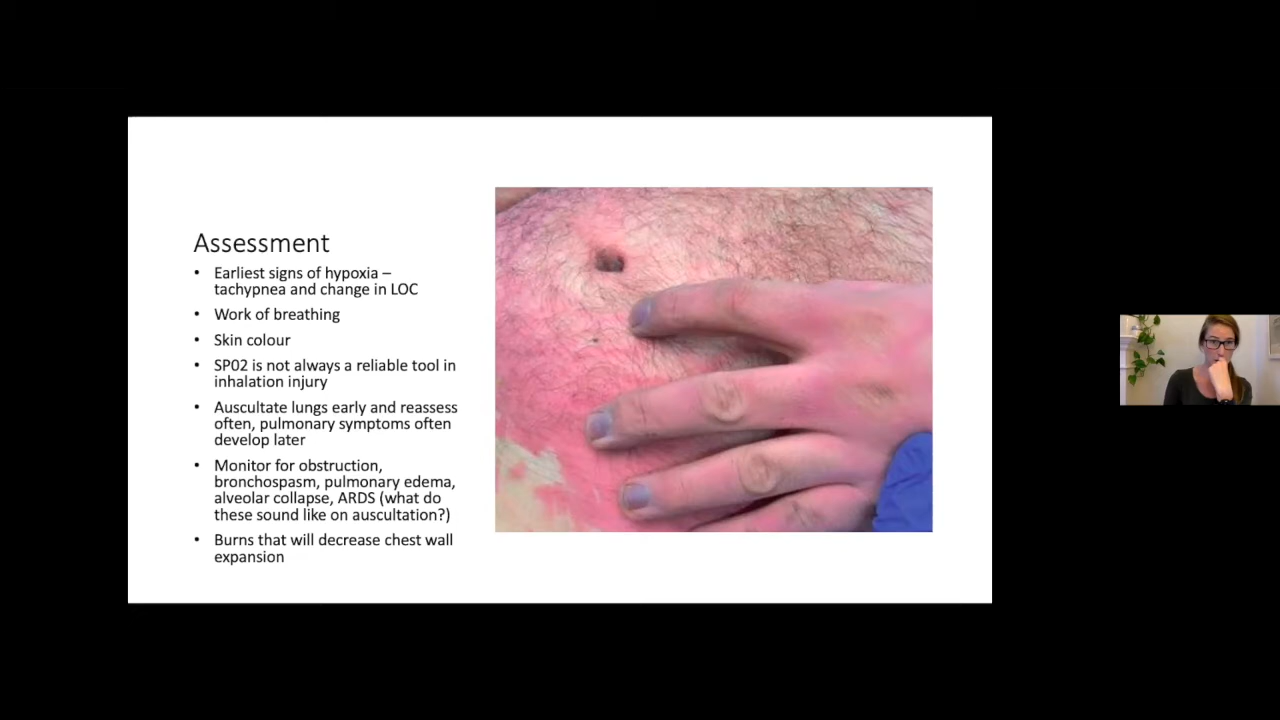 Assessment
• Earliest signs of hypoxia –
tachypnea and change in LOC
• Work of breathing
• Skin colour
• SP02 is not always a reliable tool in
inhalation injury
• Auscultate lungs early and reassess
often, pulmonary symptoms often
develop later
• Monitor for obstruction,
bronchospasm, pulmonary edema,
alveolar collapse, ARDS (what do
these sound like on auscultation?)
• Burns that will decrease chest wall
expansion